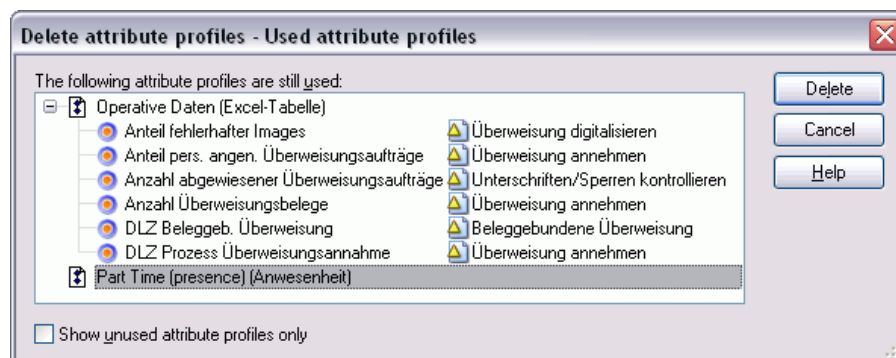 Delete attribute profiles - Used attribute profiles
The following attribute profiles are still used:
Operative Daten (Excel-Tabelle)
Anteil fehlerhafter Images Überweisung digitalisieren
Anteil pers. angen. Überweisungsaufträge Überweisung annehmen
Anzahl abgewiesener Überweisungsaufträge Unterschriften/Sperren kontrollieren
Anzahl Überweisungsbelege Überweisung annehmen
DLZ Beleggeb. Überweisung Beleggebundene Überweisung
DLZ Prozess Überweisungsannahme Überweisung annehmen
Part Time (presence) (Anwesenheit)
Show unused attribute profiles only
Delete
Cancel
Help